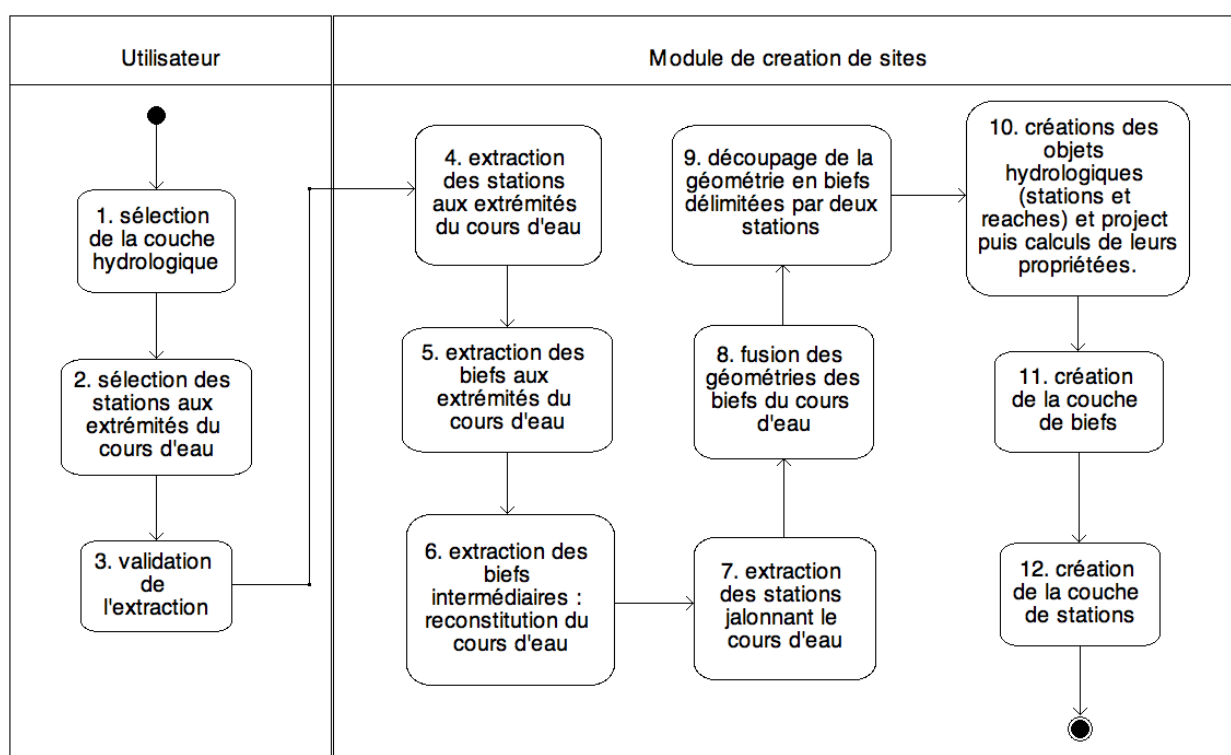 Utilisateur
Module de creation de sites
1. sélection
de la couche
hydrologique
2. sélection des
stations aux
extrémités du
cours d'eau
3. validation
de
l'extraction
4. extraction
des stations
aux extrémités
du cours d'eau
5. extraction des
biefs aux
extrémités du
cours d'eau
6. extraction des
biefs
intermédiaires :
reconstitution du
cours d'eau
7. extraction
des stations
jalonnant le
cours d'eau
8. fusion des
géométries des
biefs du cours
d'eau
9. découpage de la
géométrie en biefs
délimitées par deux
stations
10. créations des
objets
hydrologiques
(stations et
reaches) et project
puis calculs de leurs
propriétées.
11. création
de la couche
de biefs
12. création
de la couche
de stations